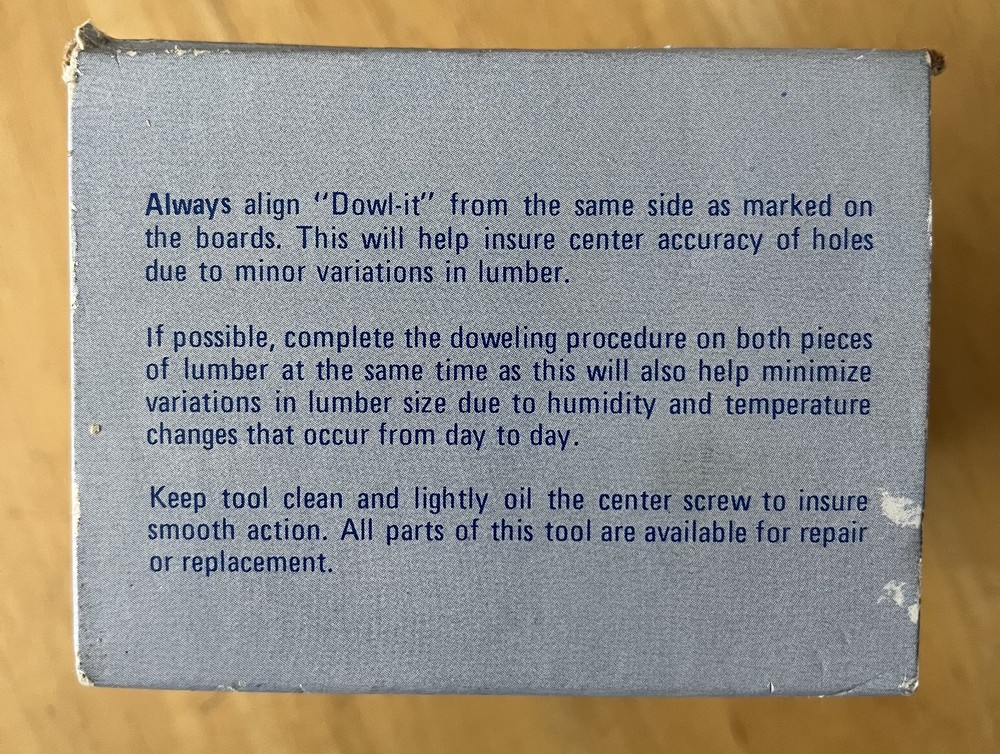 Always align "Dowl-it" from the same side as marked on
the boards. This will help insure center accuracy of holes
due to minor variations in lumber.
If possible, complete the doweling procedure on both pieces
of lumber at the same time as this will also help minimize
variations in lumber size due to humidity and temperature
changes that occur from day to day.
Keep tool clean and lightly oil the center screw to insure
smooth action. All parts of this tool are available for repair
or replacement.